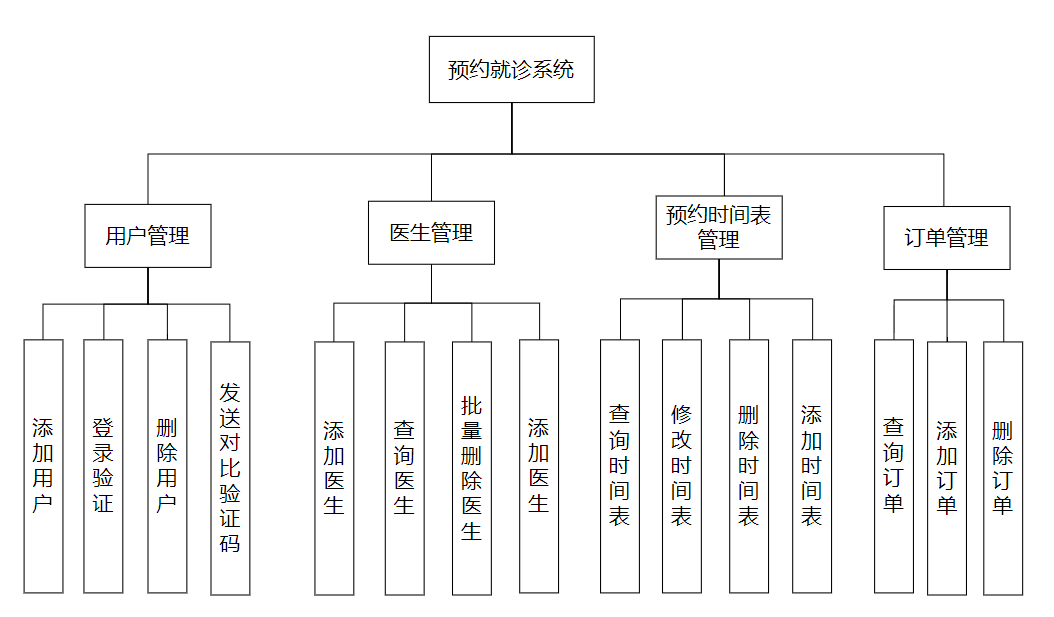 预约就诊系统
用户管理
医生管理
预约时间表
管理
订单管理
添加用户
登录验证
删除用户
发送对比验证码
添加医生
查询医生
批量删除医生
添加医生
查询时间表
修改时间表
删除时间表
添加时间表
查询订单
添加订单
删除订单